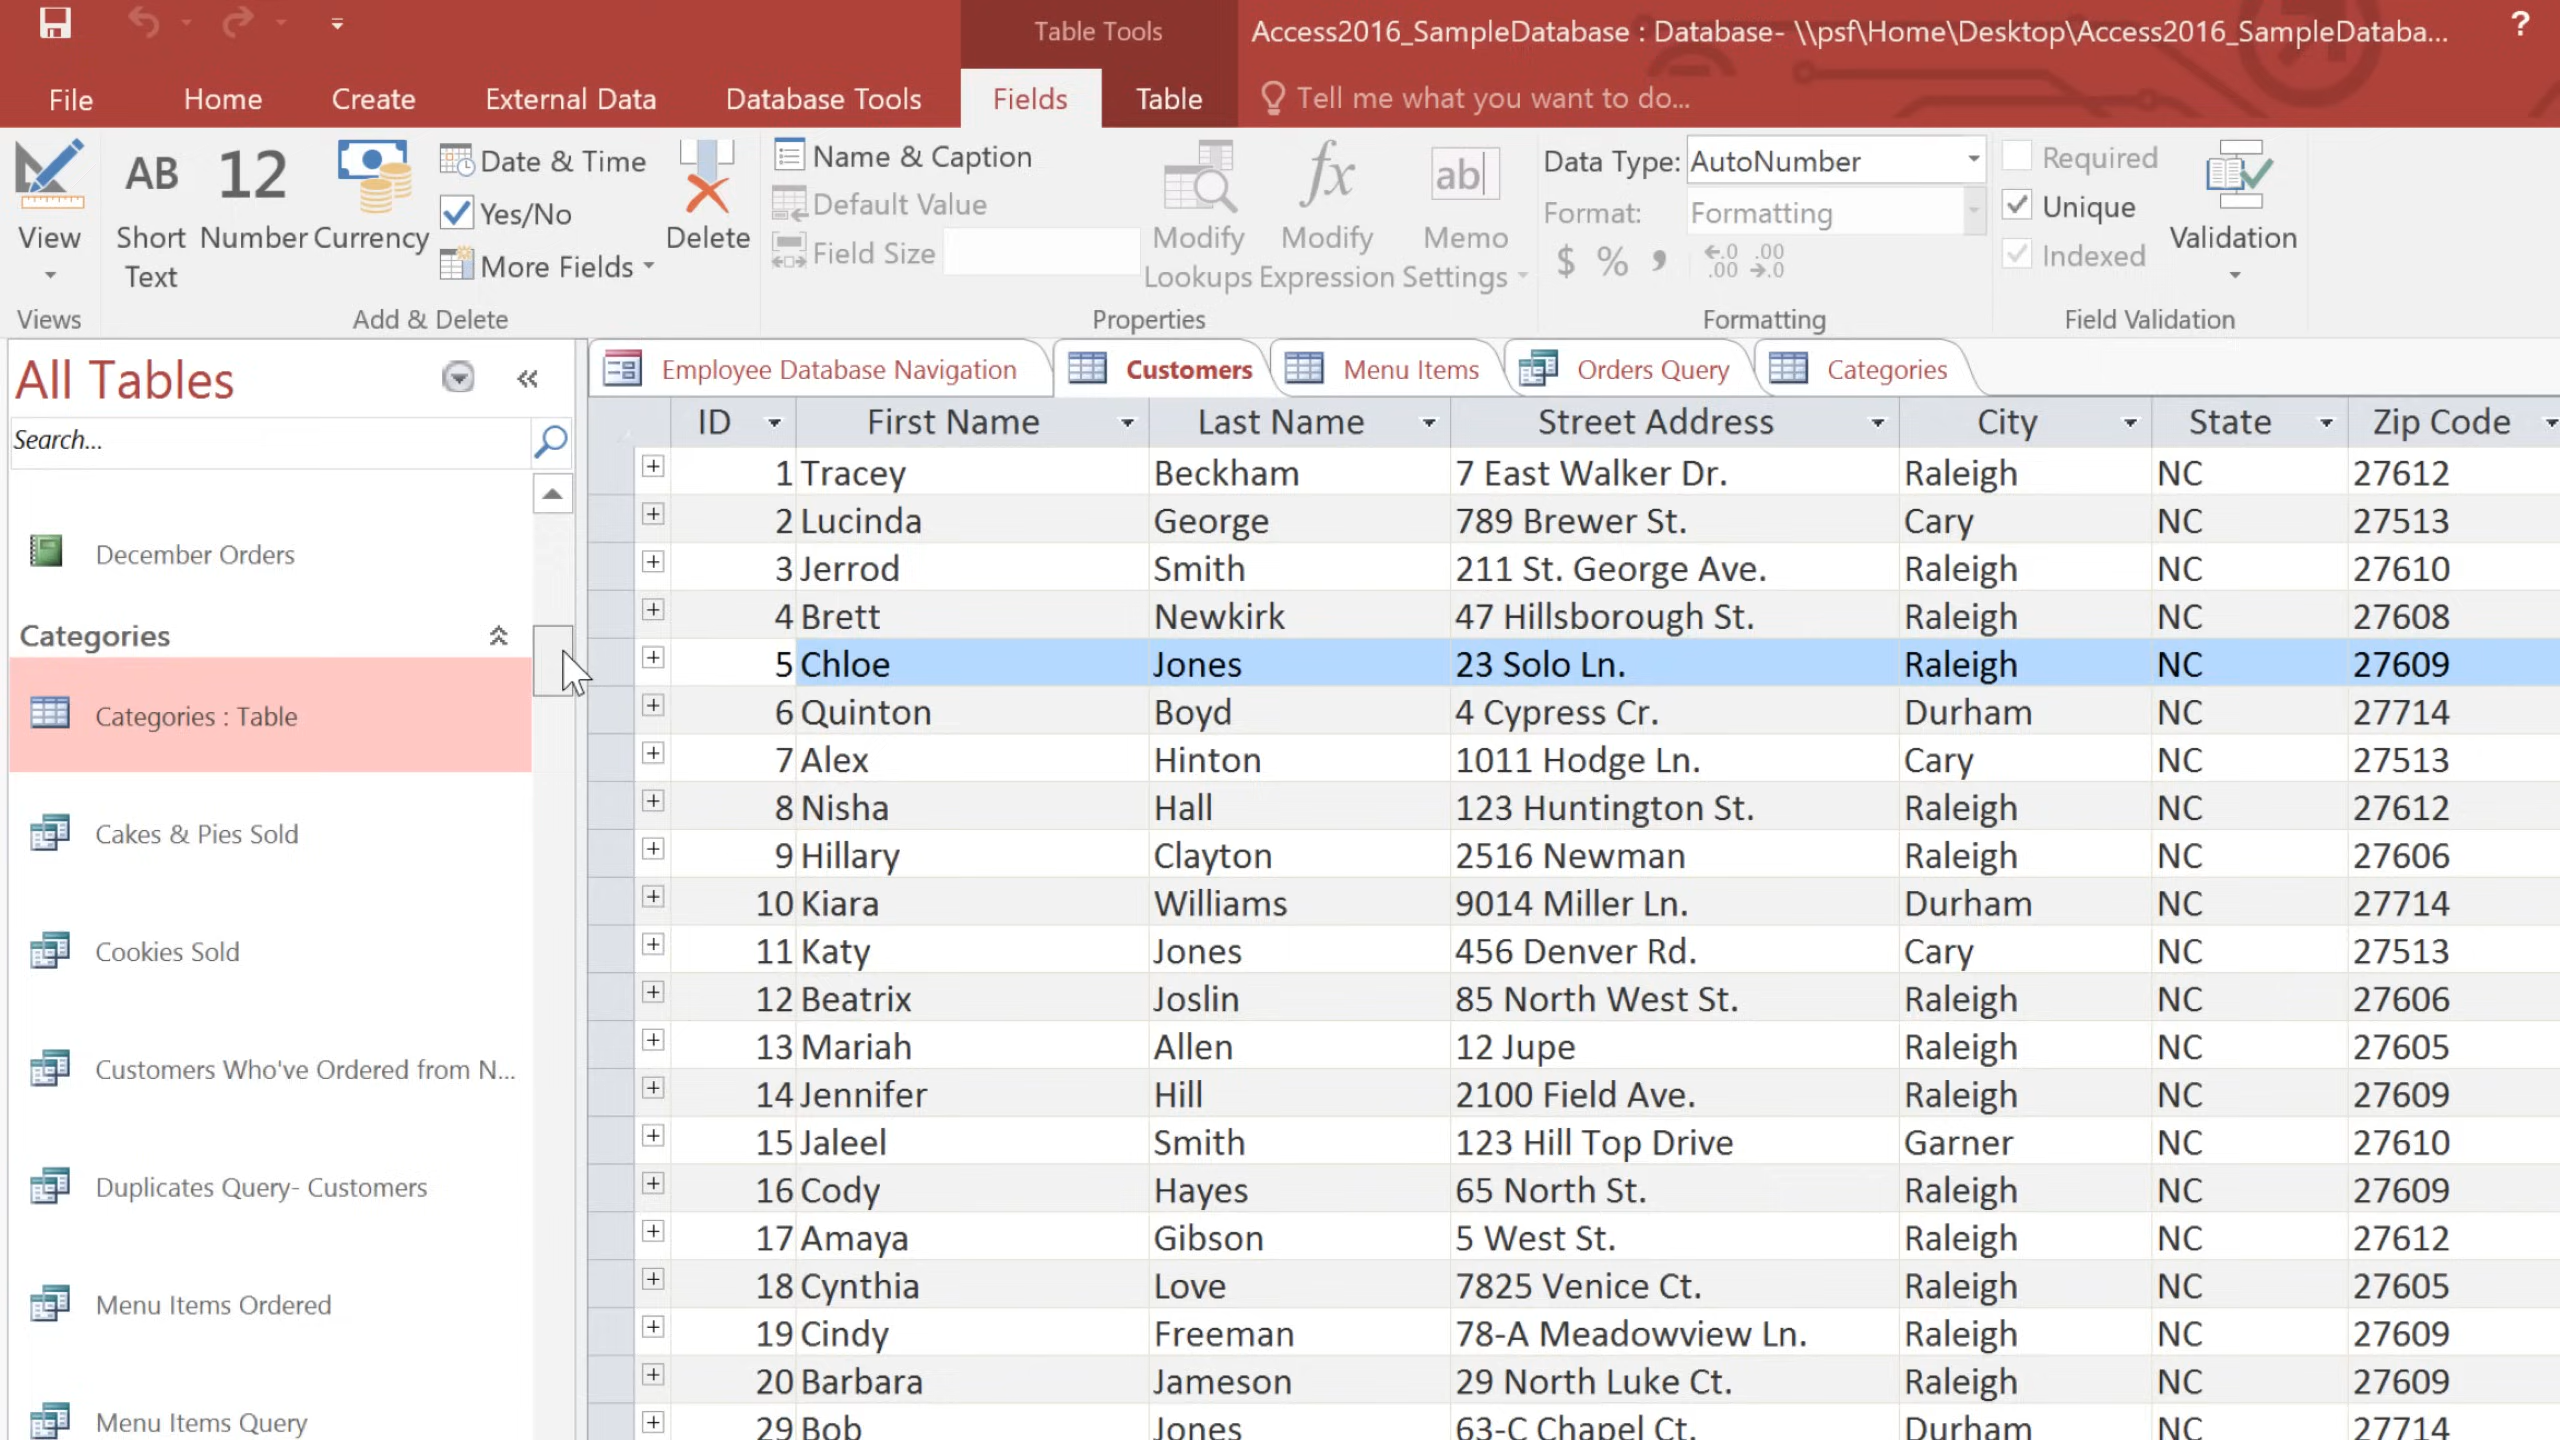 Table Tools
Access2016_SampleDatabase : Database- \\psf\Home\Desktop\Access2016_SampleDataba... ?
File Home Create External Data Database Tools Fields Table Tell me what you want to do...
View
AB Short Text
12 Number
Currency
Date & Time
Yes/No
More Fields
Delete
Name & Caption
Default Value
Field Size
Modify Lookups
fx Modify Expression
ab| Memo Settings
Data Type: AutoNumber
Format: Formatting
$ % , ←.0 .00 .00 →.0
Required
Unique
Indexed
Validation
Views Add & Delete Properties Formatting Field Validation
All Tables «
Search...
December Orders
Categories
Categories : Table
Cakes & Pies Sold
Cookies Sold
Customers Who've Ordered from N...
Duplicates Query- Customers
Menu Items Ordered
Menu Items Query
Employee Database Navigation Customers Menu Items Orders Query Categories
ID First Name Last Name Street Address City State Zip Code
1 Tracey Beckham 7 East Walker Dr. Raleigh NC 27612
2 Lucinda George 789 Brewer St. Cary NC 27513
3 Jerrod Smith 211 St. George Ave. Raleigh NC 27610
4 Brett Newkirk 47 Hillsborough St. Raleigh NC 27608
5 Chloe Jones 23 Solo Ln. Raleigh NC 27609
6 Quinton Boyd 4 Cypress Cr. Durham NC 27714
7 Alex Hinton 1011 Hodge Ln. Cary NC 27513
8 Nisha Hall 123 Huntington St. Raleigh NC 27612
9 Hillary Clayton 2516 Newman Raleigh NC 27606
10 Kiara Williams 9014 Miller Ln. Durham NC 27714
11 Katy Jones 456 Denver Rd. Cary NC 27513
12 Beatrix Joslin 85 North West St. Raleigh NC 27606
13 Mariah Allen 12 Jupe Raleigh NC 27605
14 Jennifer Hill 2100 Field Ave. Raleigh NC 27609
15 Jaleel Smith 123 Hill Top Drive Garner NC 27610
16 Cody Hayes 65 North St. Raleigh NC 27609
17 Amaya Gibson 5 West St. Raleigh NC 27612
18 Cynthia Love 7825 Venice Ct. Raleigh NC 27605
19 Cindy Freeman 78-A Meadowview Ln. Raleigh NC 27609
20 Barbara Jameson 29 North Luke Ct. Raleigh NC 27609
29 Bob Jones 63-C Chapel Ct. Durham NC 27714